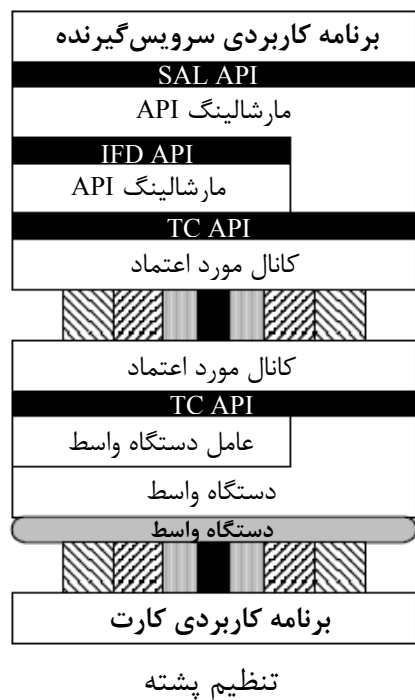 برنامه کاربردی سرویس‌گیرنده
SAL API
مارشالینگ API
IFD API
مارشالینگ API
TC API
کانال مورد اعتماد
کانال مورد اعتماد
TC API
عامل دستگاه واسط
دستگاه واسط
دستگاه واسط
برنامه کاربردی کارت
تنظیم پشته